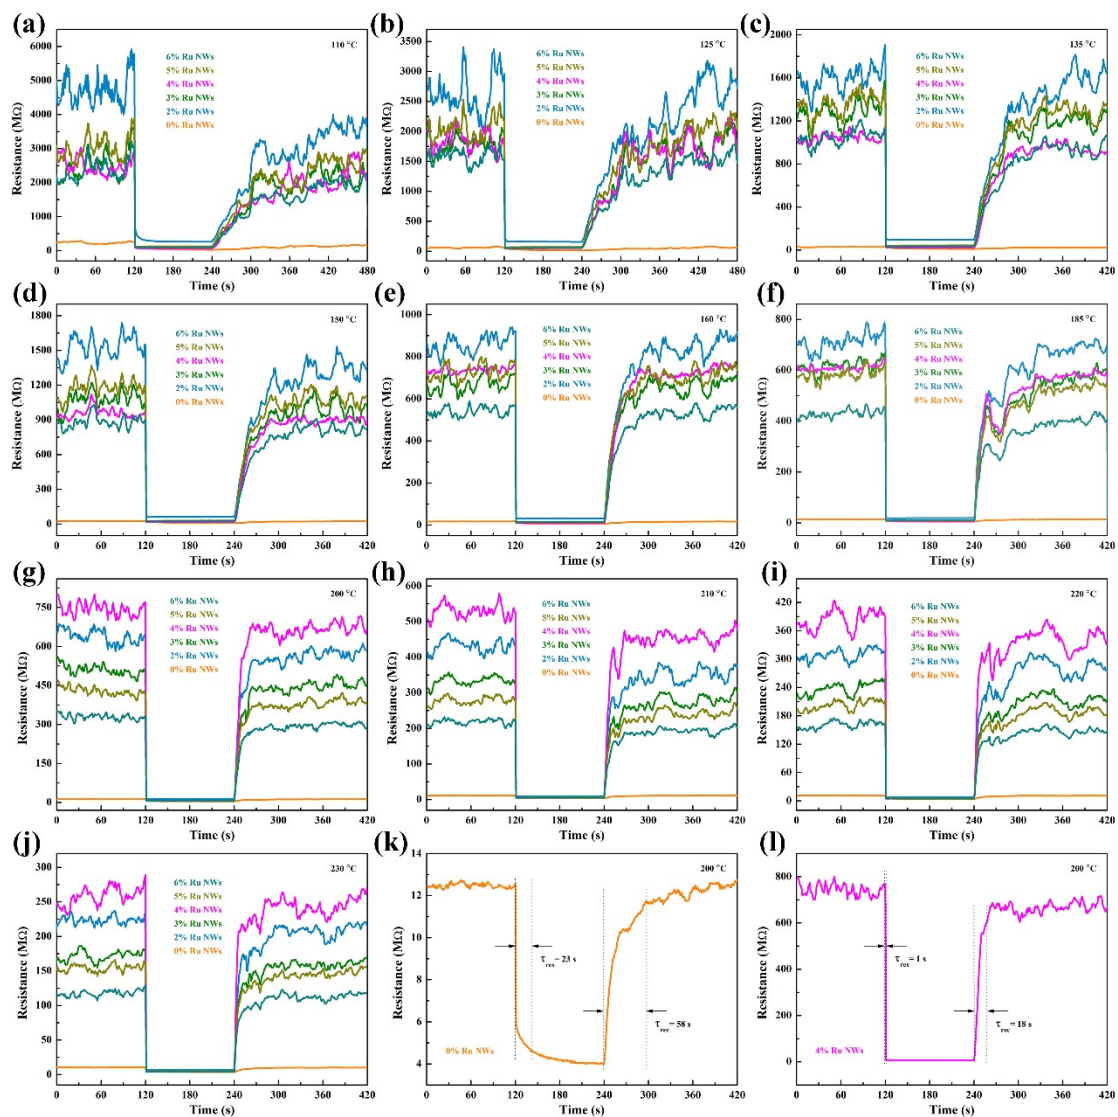 (a)
110 °C
6% Ru NWs
5% Ru NWs
4% Ru NWs
3% Ru NWs
2% Ru NWs
0% Ru NWs
Resistance (MΩ)
6000
5000
4000
3000
2000
1000
0
0 60 120 180 240 300 360 420 480
Time (s)
(b)
125 °C
6% Ru NWs
5% Ru NWs
4% Ru NWs
3% Ru NWs
2% Ru NWs
0% Ru NWs
Resistance (MΩ)
3500
3000
2500
2000
1500
1000
500
0
0 60 120 180 240 300 360 420 480
Time (s)
(c)
135 °C
6% Ru NWs
5% Ru NWs
4% Ru NWs
3% Ru NWs
2% Ru NWs
0% Ru NWs
Resistance (MΩ)
2000
1600
1200
800
400
0
0 60 120 180 240 300 360 420
Time (s)
(d)
150 °C
6% Ru NWs
5% Ru NWs
4% Ru NWs
3% Ru NWs
2% Ru NWs
0% Ru NWs
Resistance (MΩ)
1800
1500
1200
900
600
300
0
0 60 120 180 240 300 360 420
Time (s)
(e)
160 °C
6% Ru NWs
5% Ru NWs
4% Ru NWs
3% Ru NWs
2% Ru NWs
0% Ru NWs
Resistance (MΩ)
1000
800
600
400
200
0
0 60 120 180 240 300 360 420
Time (s)
(f)
185 °C
6% Ru NWs
5% Ru NWs
4% Ru NWs
3% Ru NWs
2% Ru NWs
0% Ru NWs
Resistance (MΩ)
800
600
400
200
0
0 60 120 180 240 300 360 420
Time (s)
(g)
200 °C
6% Ru NWs
5% Ru NWs
4% Ru NWs
3% Ru NWs
2% Ru NWs
0% Ru NWs
Resistance (MΩ)
750
600
450
300
150
0
0 60 120 180 240 300 360 420
Time (s)
(h)
210 °C
6% Ru NWs
5% Ru NWs
4% Ru NWs
3% Ru NWs
2% Ru NWs
0% Ru NWs
Resistance (MΩ)
600
500
400
300
200
100
0
0 60 120 180 240 300 360 420
Time (s)
(i)
220 °C
6% Ru NWs
5% Ru NWs
4% Ru NWs
3% Ru NWs
2% Ru NWs
0% Ru NWs
Resistance (MΩ)
420
360
300
240
180
120
60
0
0 60 120 180 240 300 360 420
Time (s)
(j)
230 °C
6% Ru NWs
5% Ru NWs
4% Ru NWs
3% Ru NWs
2% Ru NWs
0% Ru NWs
Resistance (MΩ)
300
250
200
150
100
50
0
0 60 120 180 240 300 360 420
Time (s)
(k)
200 °C
τres= 23 s
τrec= 58 s
0% Ru NWs
Resistance (MΩ)
14
12
10
8
6
4
0 60 120 180 240 300 360 420
Time (s)
(l)
200 °C
τres= 1 s
τrec= 18 s
4% Ru NWs
Resistance (MΩ)
800
600
400
200
0
0 60 120 180 240 300 360 420
Time (s)